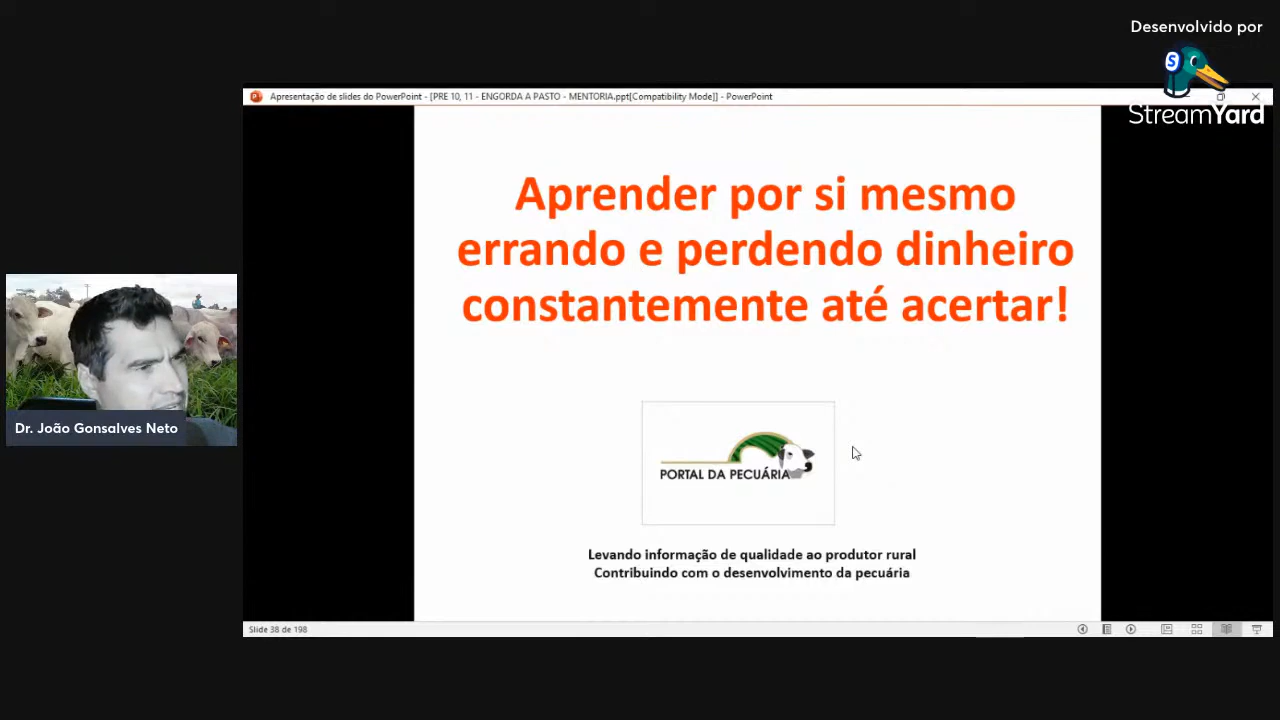 Desenvolvido por
StreamYard
Apresentação de slides do PowerPoint - [PRE 10, 11 - ENGORDA A PASTO - MENTORIA.ppt[Compatibility Mode]] - PowerPoint
Aprender por si mesmo
errando e perdendo dinheiro
constantemente até acertar!
PORTAL DA PECUÁRIA
Levando informação de qualidade ao produtor rural
Contribuindo com o desenvolvimento da pecuária
Dr. João Gonsalves Neto
Slide 38 de 198